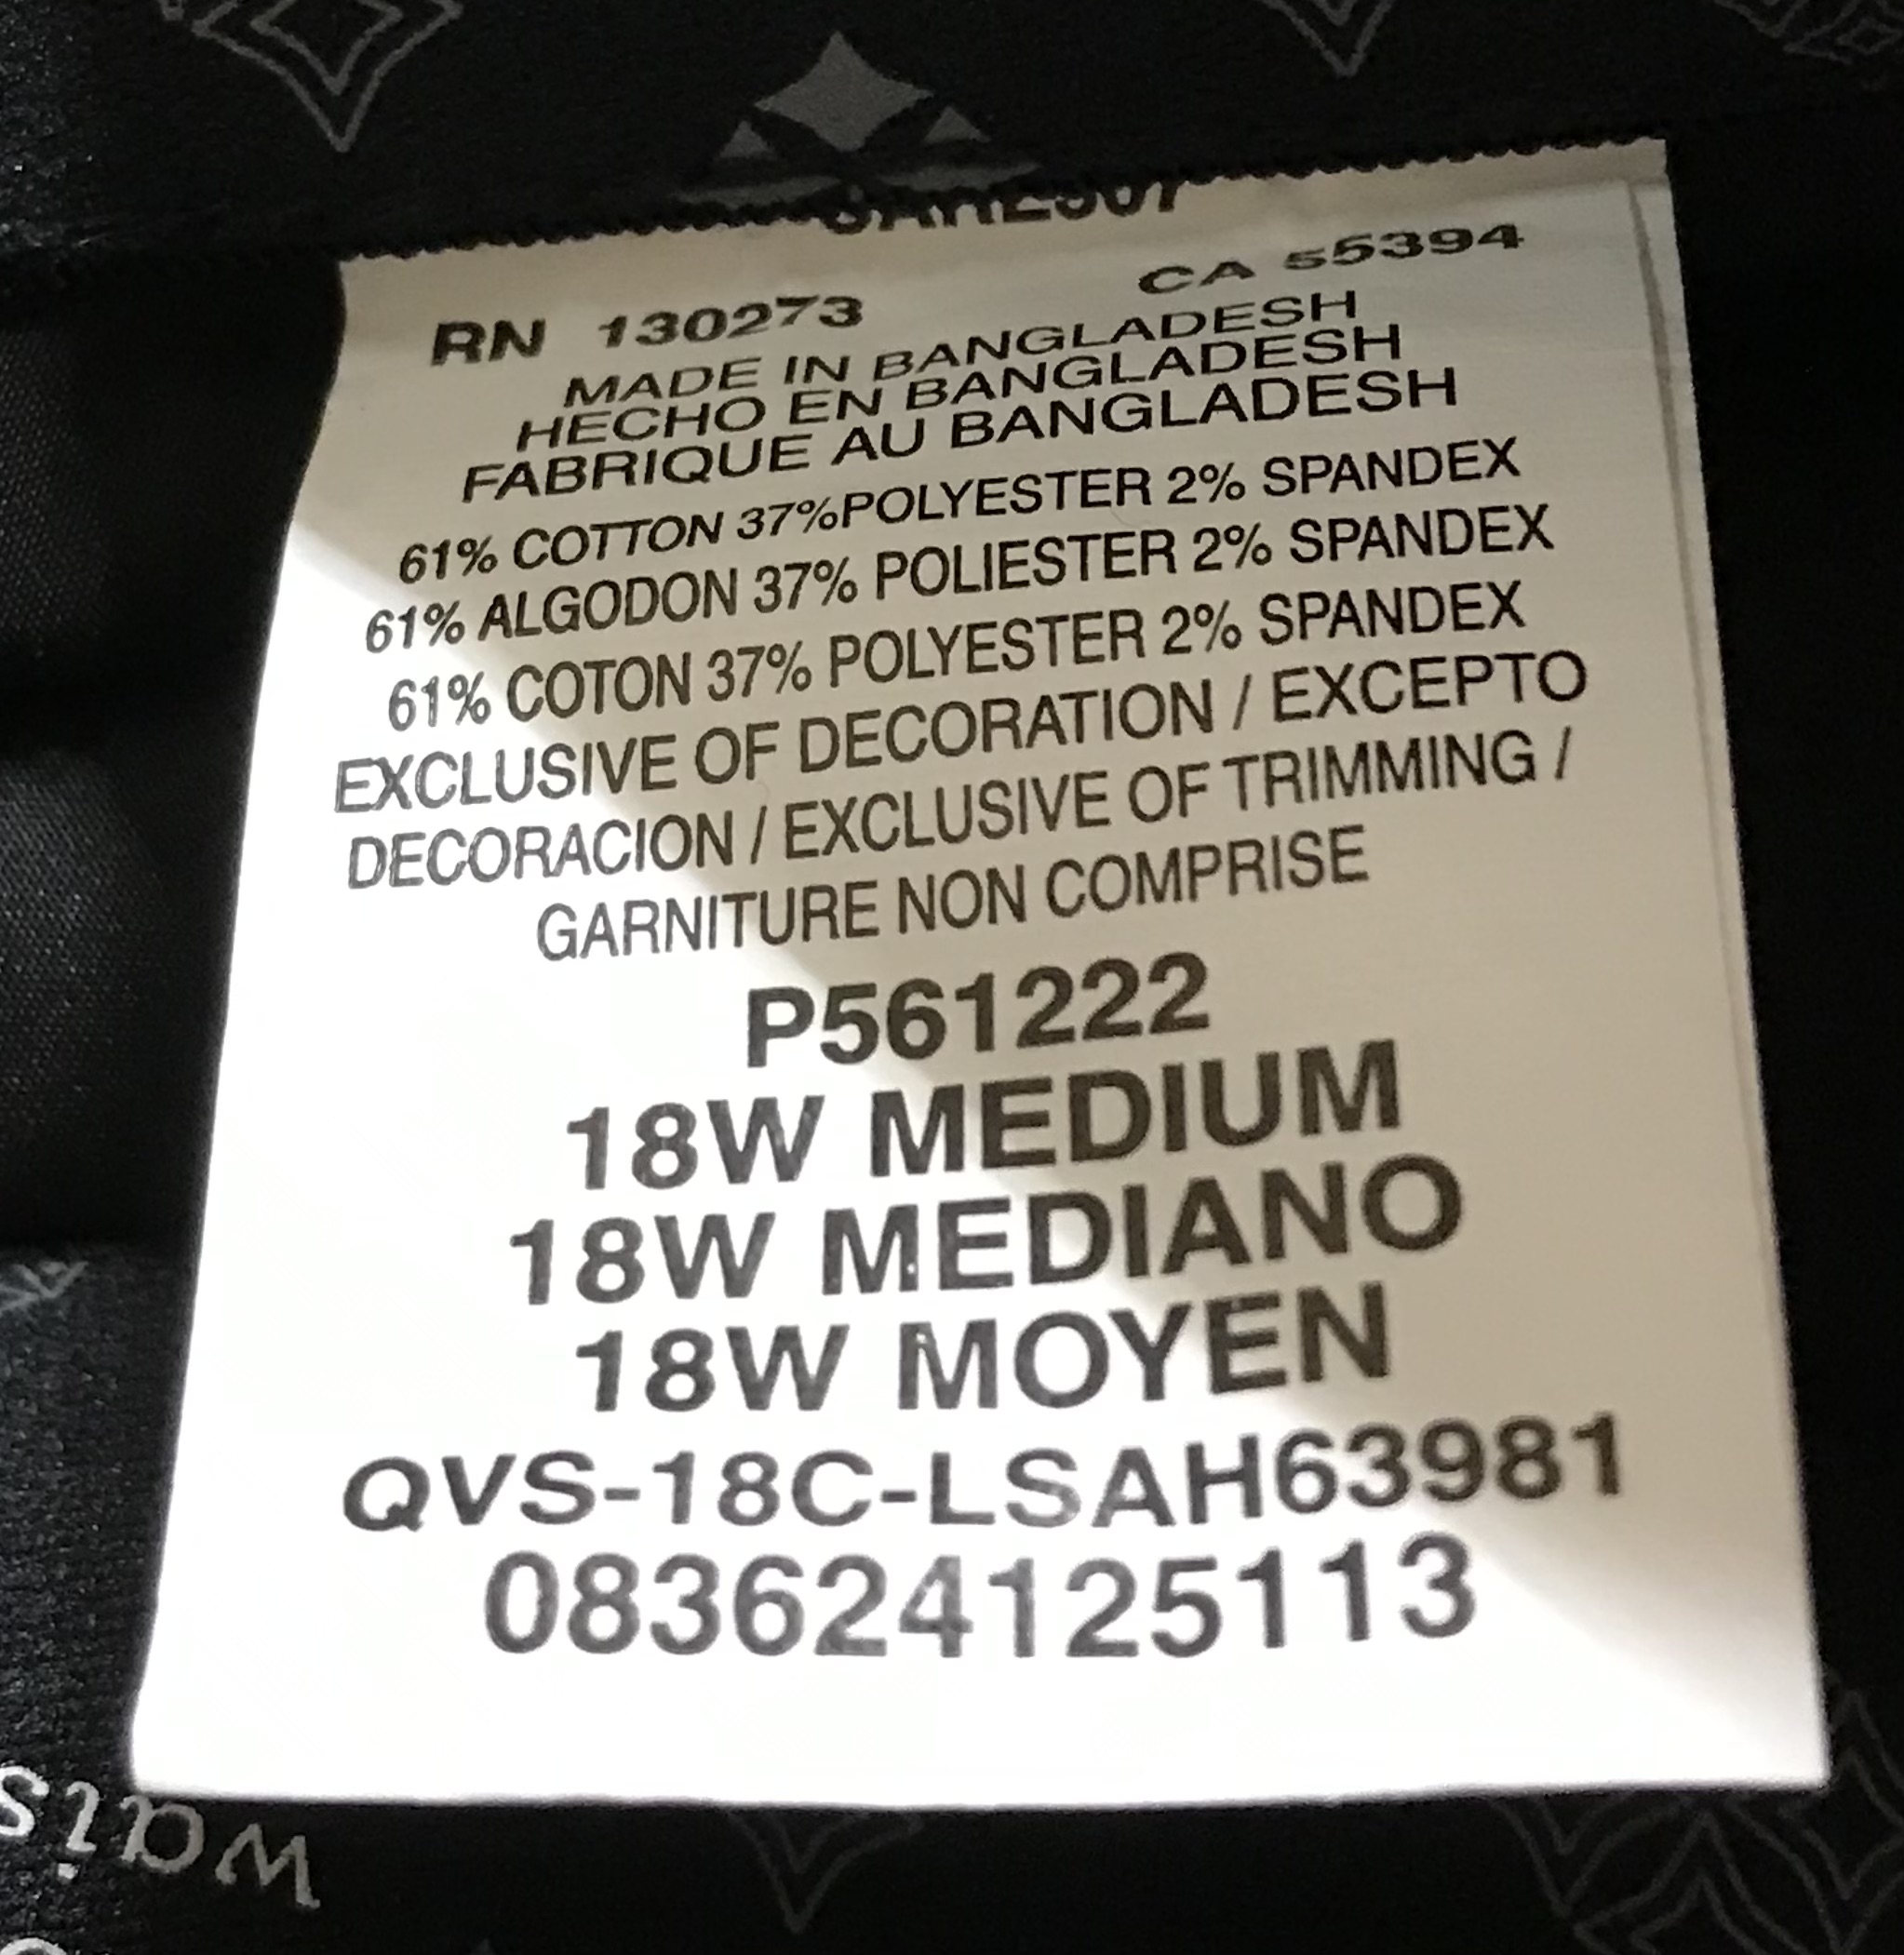 RN 130273 CA 55394
MADE IN BANGLADESH
HECHO EN BANGLADESH
FABRIQUE AU BANGLADESH
61% COTTON 37%POLYESTER 2% SPANDEX
61% ALGODON 37% POLIESTER 2% SPANDEX
61% COTON 37% POLYESTER 2% SPANDEX
EXCLUSIVE OF DECORATION / EXCEPTO
DECORACION / EXCLUSIVE OF TRIMMING /
GARNITURE NON COMPRISE
P561222
18W MEDIUM
18W MEDIANO
18W MOYEN
QVS-18C-LSAH63981
083624125113